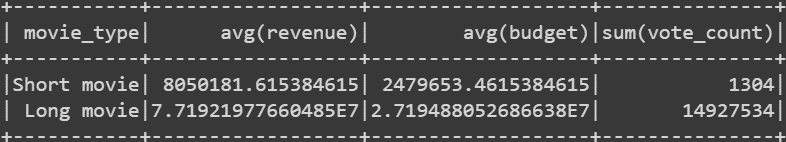 +-----------+------------------+------------------+---------------+
| movie_type|      avg(revenue)|       avg(budget)|sum(vote_count)|
+-----------+------------------+------------------+---------------+
|Short movie| 8050181.615384615| 2479653.4615384615|           1304|
| Long movie|7.71921977660485E7|2.719488052686638E7|       14927534|
+-----------+------------------+------------------+---------------+